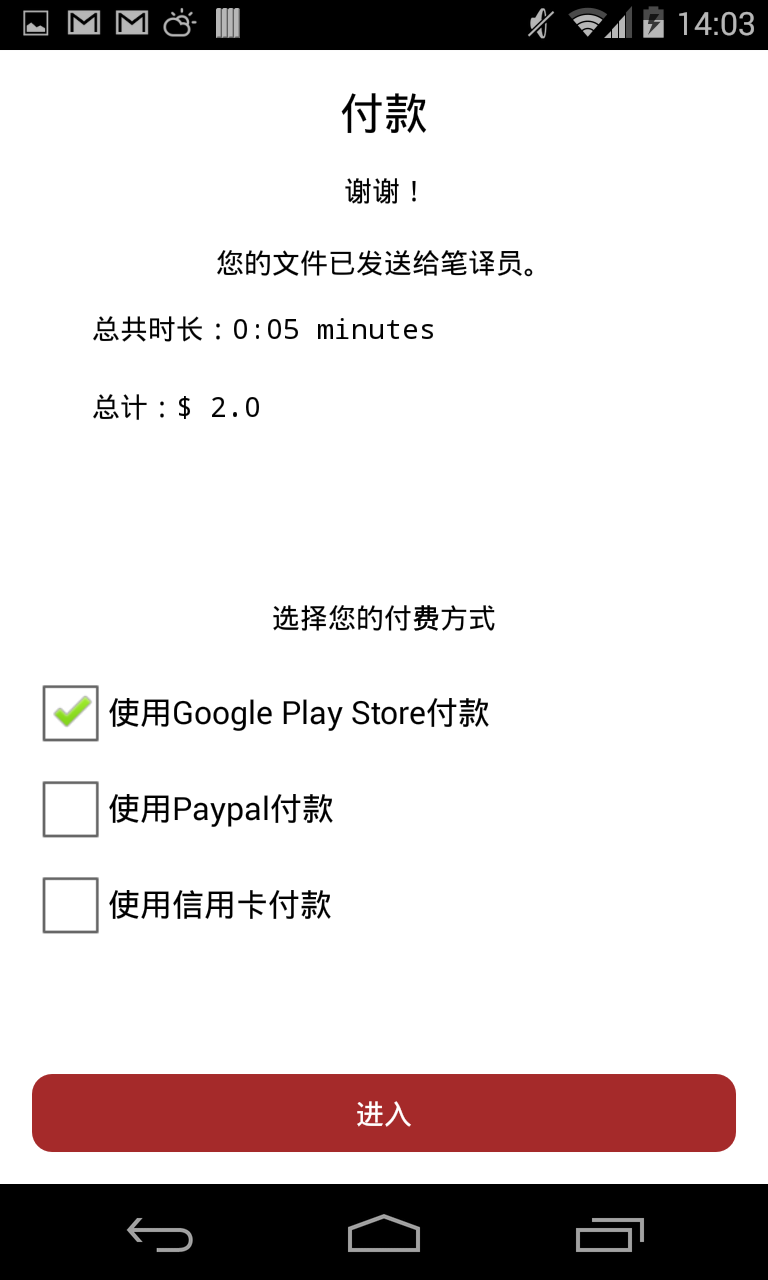 14:03
付款
谢谢！
您的文件已发送给笔译员。
总共时长：0:05 minutes
总计：$ 2.0
选择您的付费方式
使用Google Play Store付款
使用Paypal付款
使用信用卡付款
进入